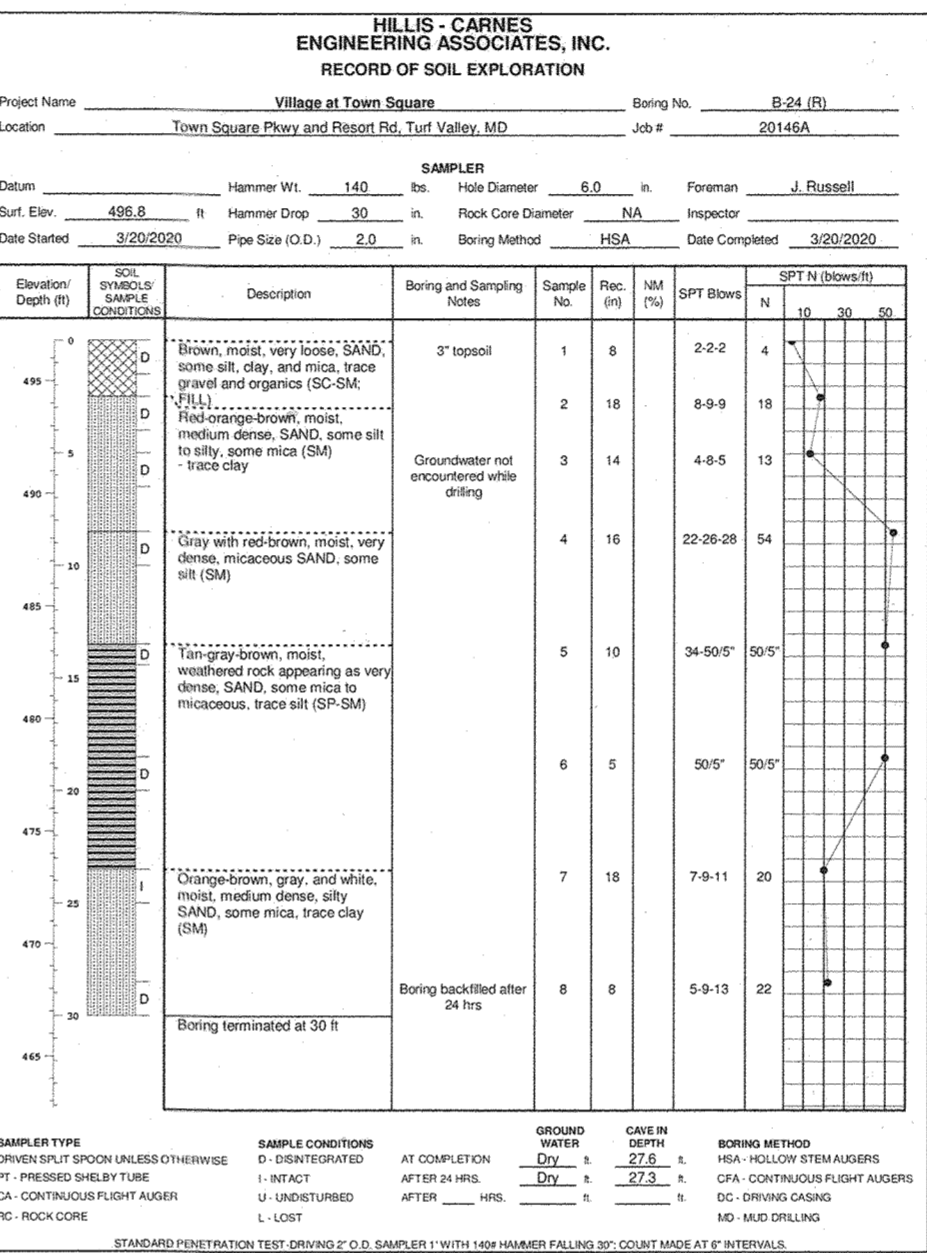 HILLIS - CARNES
ENGINEERING ASSOCIATES, INC.
RECORD OF SOIL EXPLORATION
Project Name Village at Town Square Boring No. B-24 (R)
Location Town Square Pkwy and Resort Rd, Turf Valley, MD Job # 20146A
SAMPLER
Datum Hammer Wt. 140 lbs. Hole Diameter 6.0 in. Foreman J. Russell
Surf. Elev. 496.8 ft Hammer Drop 30 in. Rock Core Diameter NA Inspector
Date Started 3/20/2020 Pipe Size (O.D.) 2.0 in. Boring Method HSA Date Completed 3/20/2020
Elevation/ Depth (ft) SOIL SYMBOLS/ SAMPLE CONDITIONS Description Boring and Sampling Notes Sample No. Rec. (in) NM (%) SPT Blows SPT N (blows/ft)
N 10 30 50
0 D Brown, moist, very loose, SAND, 3" topsoil 1 8 2-2-2 4
some silt, clay, and mica, trace
495 gravel and organics (SC-SM;
FILL) 2 18 8-9-9 18
D Red-orange-brown, moist,
medium dense, SAND, some silt
5 to silty, some mica (SM) Groundwater not 3 14 4-8-5 13
D - trace clay encountered while
490 drilling
D Gray with red-brown, moist, very 4 16 22-26-28 54
dense, micaceous SAND, some
10 silt (SM)
485
D Tan-gray-brown, moist, 5 10 34-50/5" 50/5"
weathered rock appearing as very
15 dense, SAND, some mica to
micaceous, trace silt (SP-SM)
480
D 6 5 50/5" 50/5"
20
475
I Orange-brown, gray, and white, 7 18 7-9-11 20
moist, medium dense, silty
25 SAND, some mica, trace clay
(SM)
470
D Boring backfilled after 8 8 5-9-13 22
24 hrs
30 Boring terminated at 30 ft
465
SAMPLER TYPE SAMPLE CONDITIONS GROUND WATER CAVE IN DEPTH BORING METHOD
DRIVEN SPLIT SPOON UNLESS OTHERWISE D - DISINTEGRATED AT COMPLETION Dry ft. 27.6 ft. HSA - HOLLOW STEM AUGERS
PT - PRESSED SHELBY TUBE I - INTACT AFTER 24 HRS. Dry ft. 27.3 ft. CFA - CONTINUOUS FLIGHT AUGERS
CA - CONTINUOUS FLIGHT AUGER U - UNDISTURBED AFTER HRS. ft. ft. DC - DRIVING CASING
RC - ROCK CORE L - LOST MD - MUD DRILLING
STANDARD PENETRATION TEST-DRIVING 2" O.D. SAMPLER 1' WITH 140# HAMMER FALLING 30"; COUNT MADE AT 6" INTERVALS.